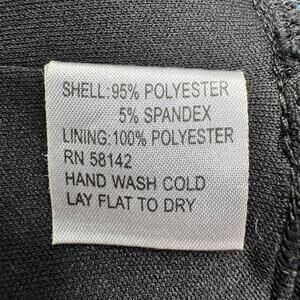 SHELL: 95% POLYESTER
5% SPANDEX
LINING: 100% POLYESTER
RN 58142
HAND WASH COLD
LAY FLAT TO DRY